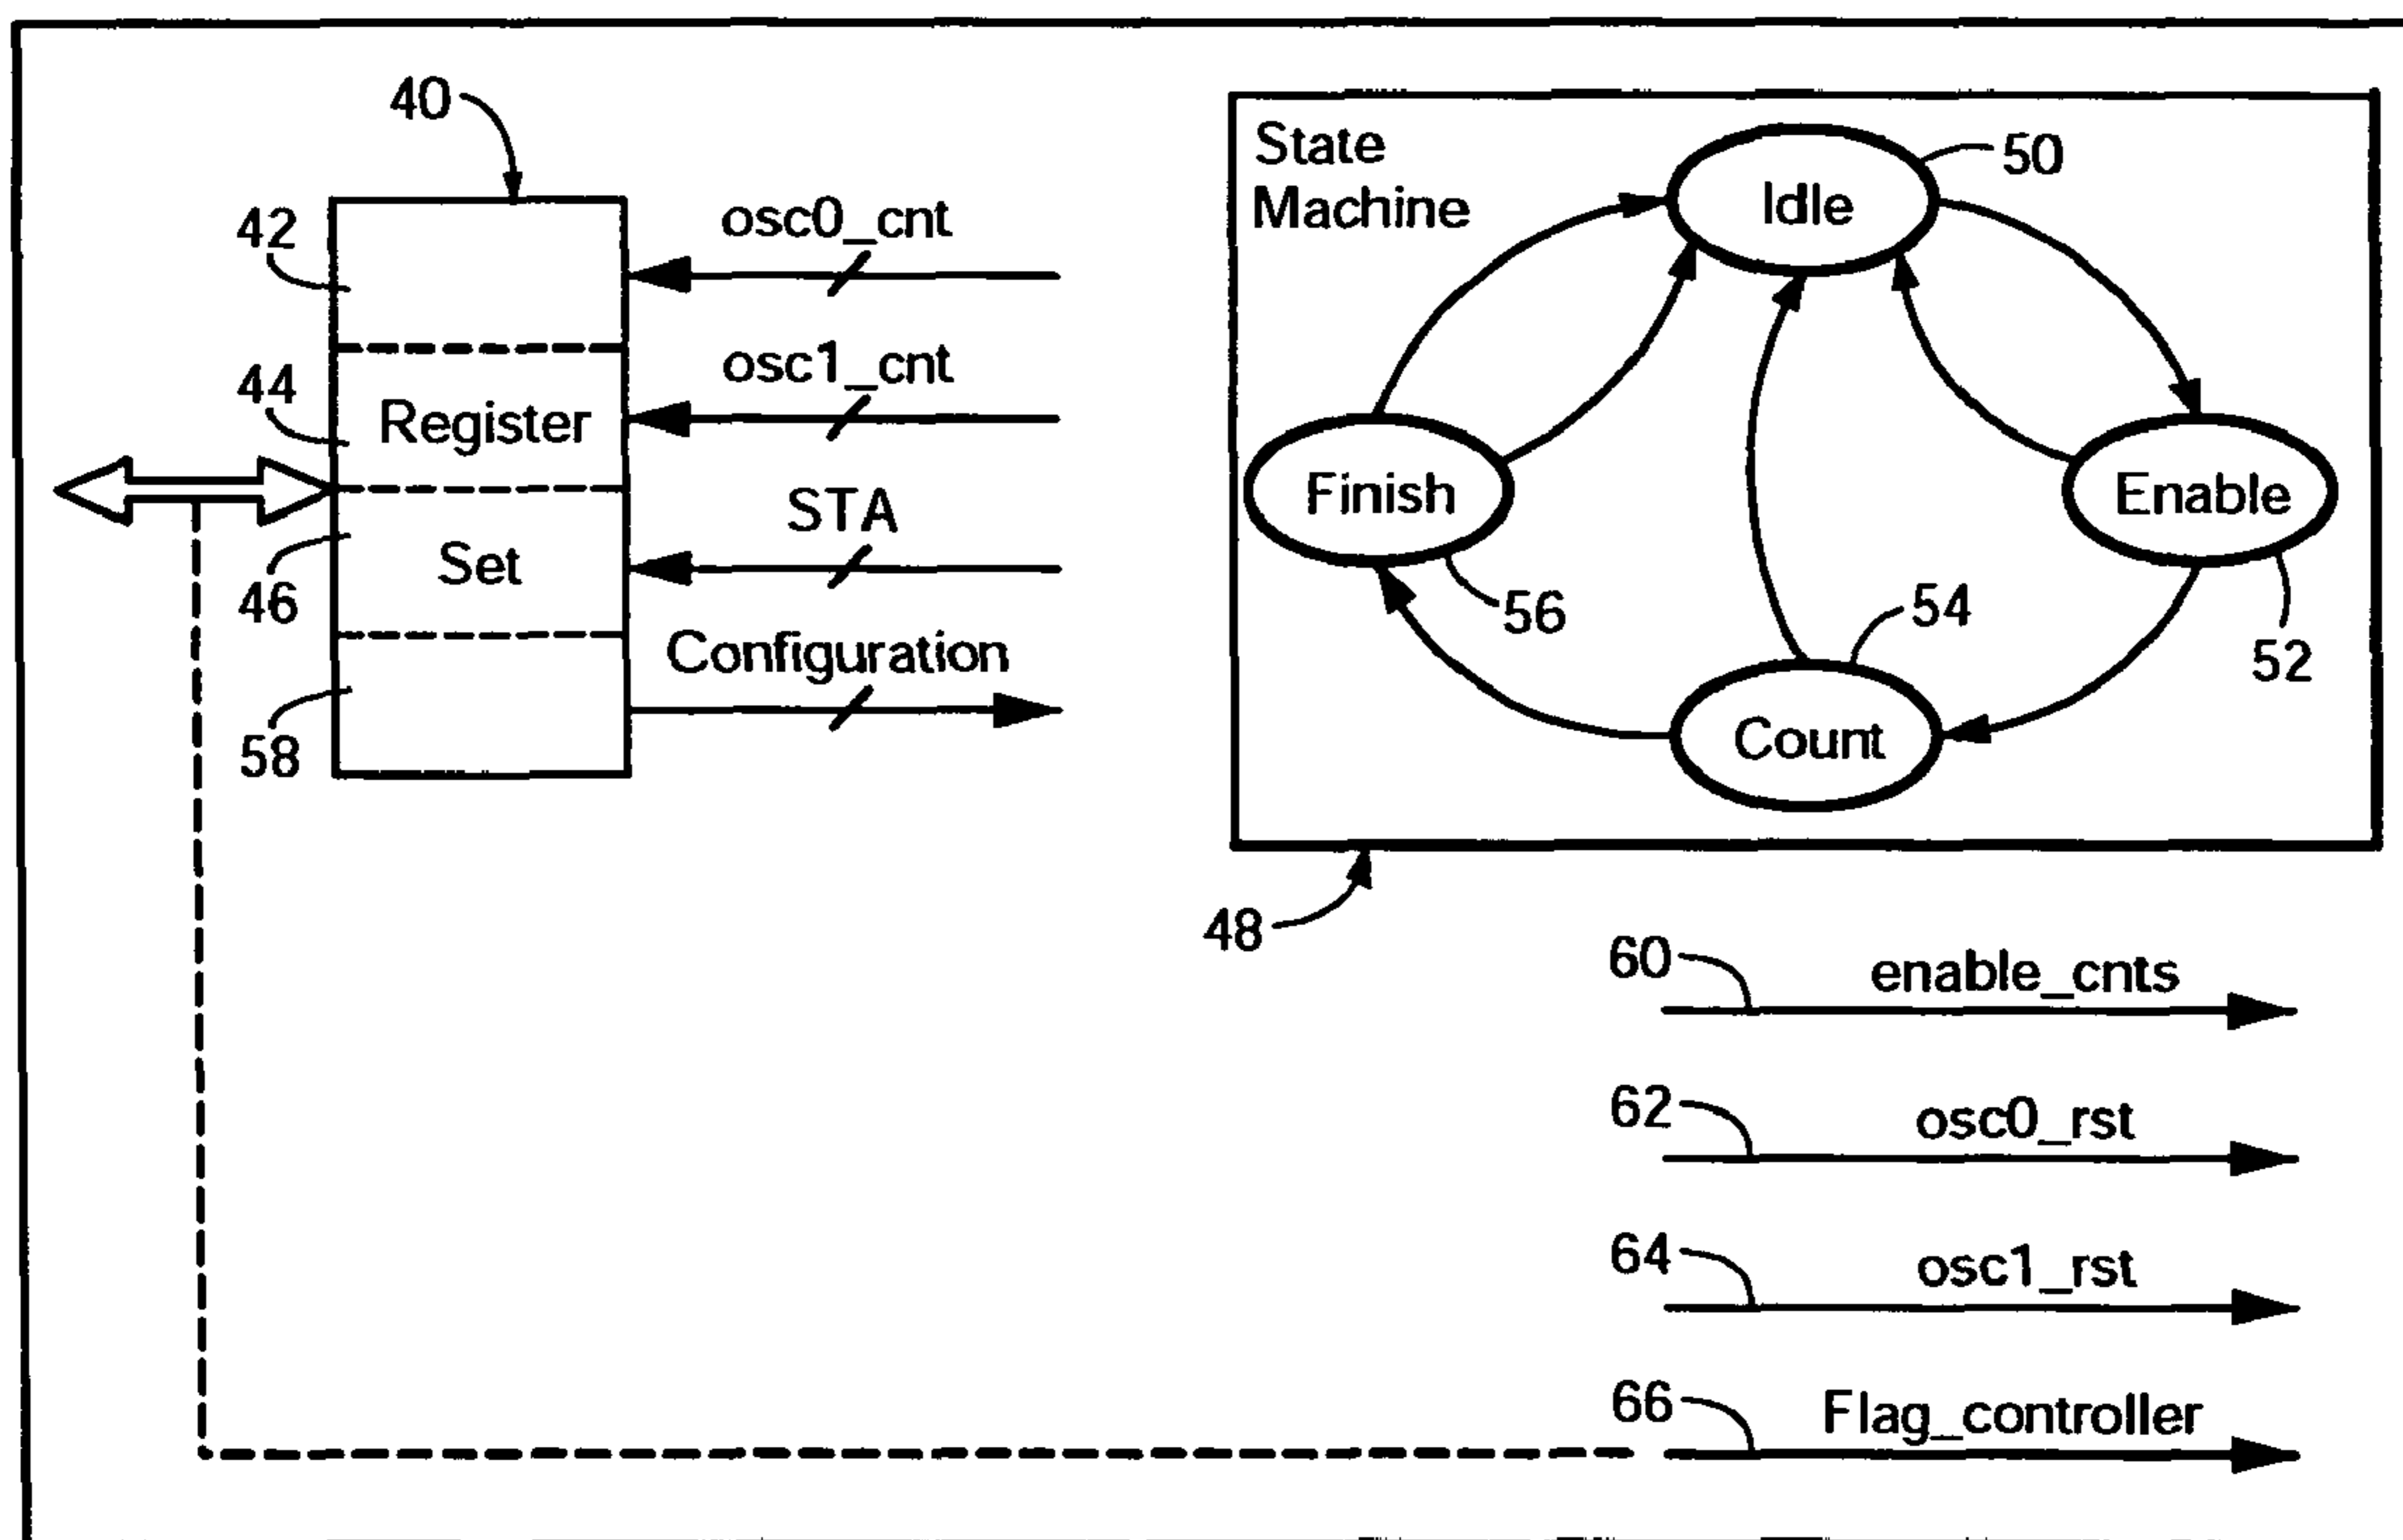 40
42
osc0_cnt
44
Register
osc1_cnt
46
Set
STA
58
Configuration
State
Machine
Idle
50
Finish
56
Enable
52
54
Count
48
60
enable_cnts
62
osc0_rst
64
osc1_rst
66
Flag_controller